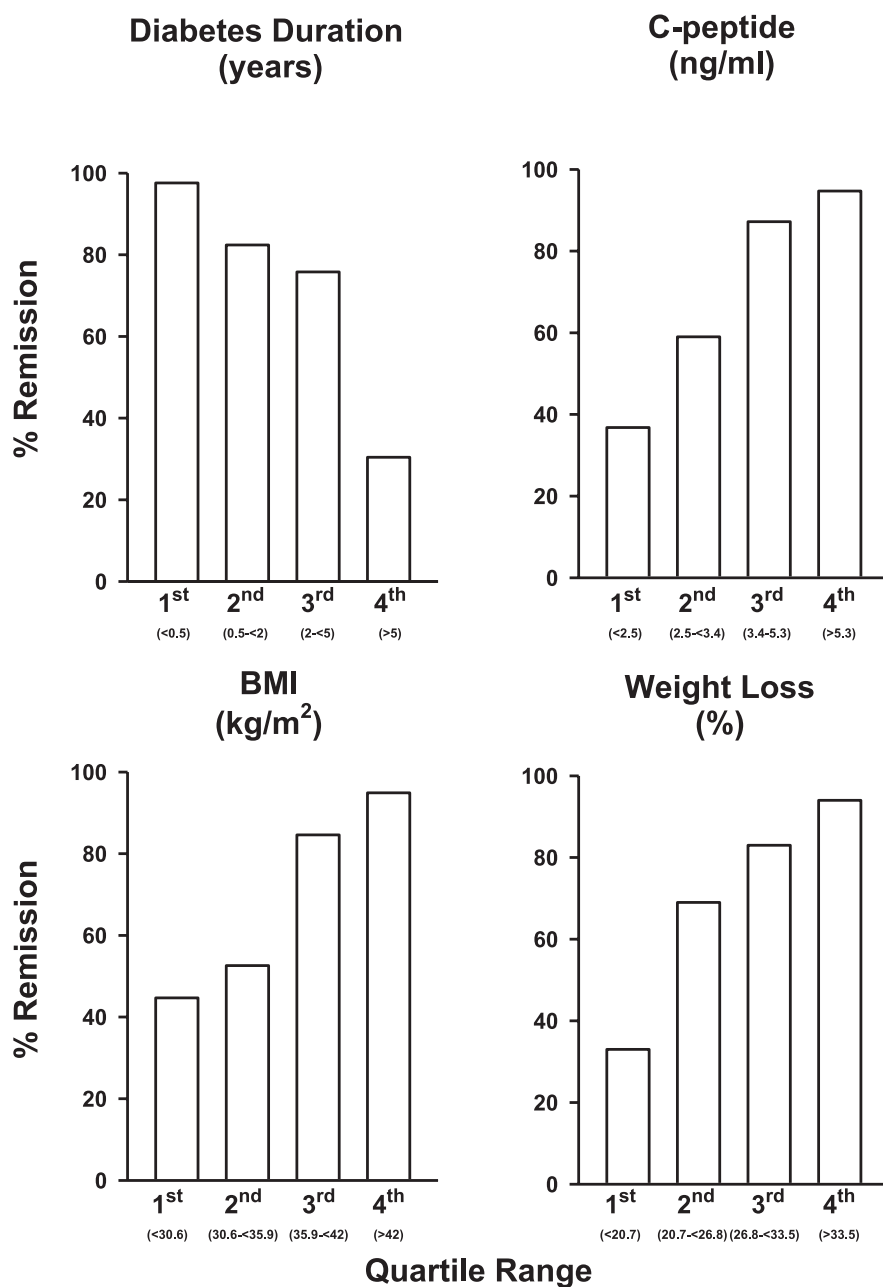 Diabetes Duration
(years)
% Remission
100
80
60
40
20
0
1st 2nd 3rd 4th
(<0.5) (0.5-<2) (2-<5) (>5)
C-peptide
(ng/ml)
100
80
60
40
20
0
1st 2nd 3rd 4th
(<2.5) (2.5-<3.4) (3.4-5.3) (>5.3)
BMI
(kg/m²)
% Remission
100
80
60
40
20
0
1st 2nd 3rd 4th
(<30.6) (30.6-<35.9) (35.9-<42) (>42)
Weight Loss
(%)
100
80
60
40
20
0
1st 2nd 3rd 4th
(<20.7) (20.7-<26.8) (26.8-<33.5) (>33.5)
Quartile Range